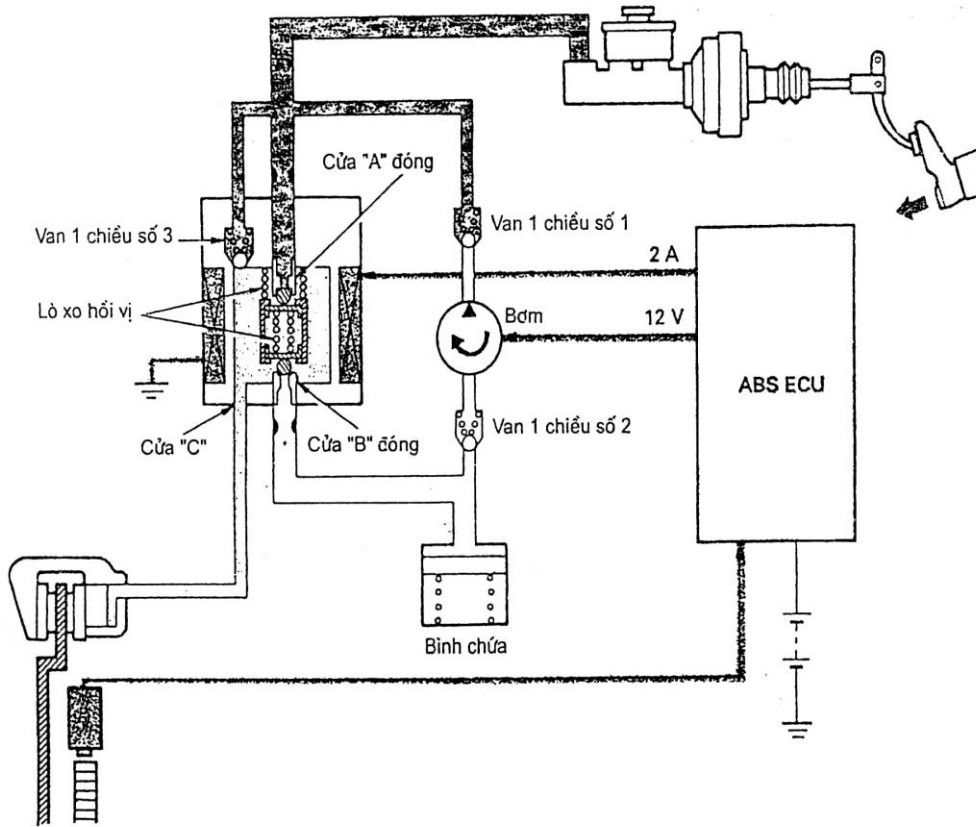 Cửa "A" đóng
Van 1 chiều số 3
Van 1 chiều số 1
2 A
Lò xo hồi vị
Bơm
12 V
ABS ECU
Cửa "C"
Cửa "B" đóng
Van 1 chiều số 2
Bình chứa